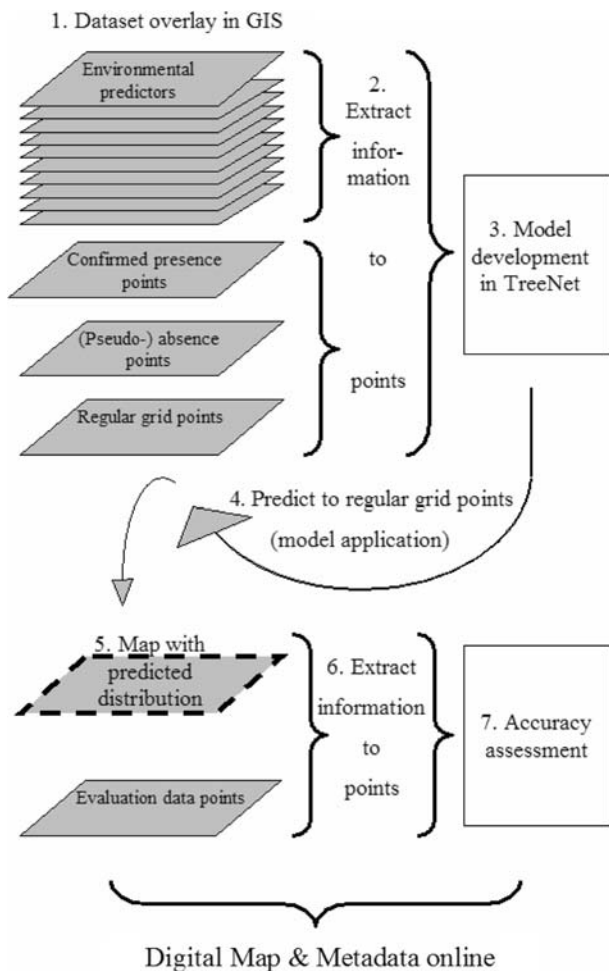 1. Dataset overlay in GIS
Environmental
predictors
2.
Extract
infor-
mation
Confirmed presence
points
to
3. Model
development
in TreeNet
(Pseudo-) absence
points
points
Regular grid points
4. Predict to regular grid points
(model application)
5. Map with
predicted
distribution
6. Extract
information
to
points
7. Accuracy
assessment
Evaluation data points
Digital Map & Metadata online